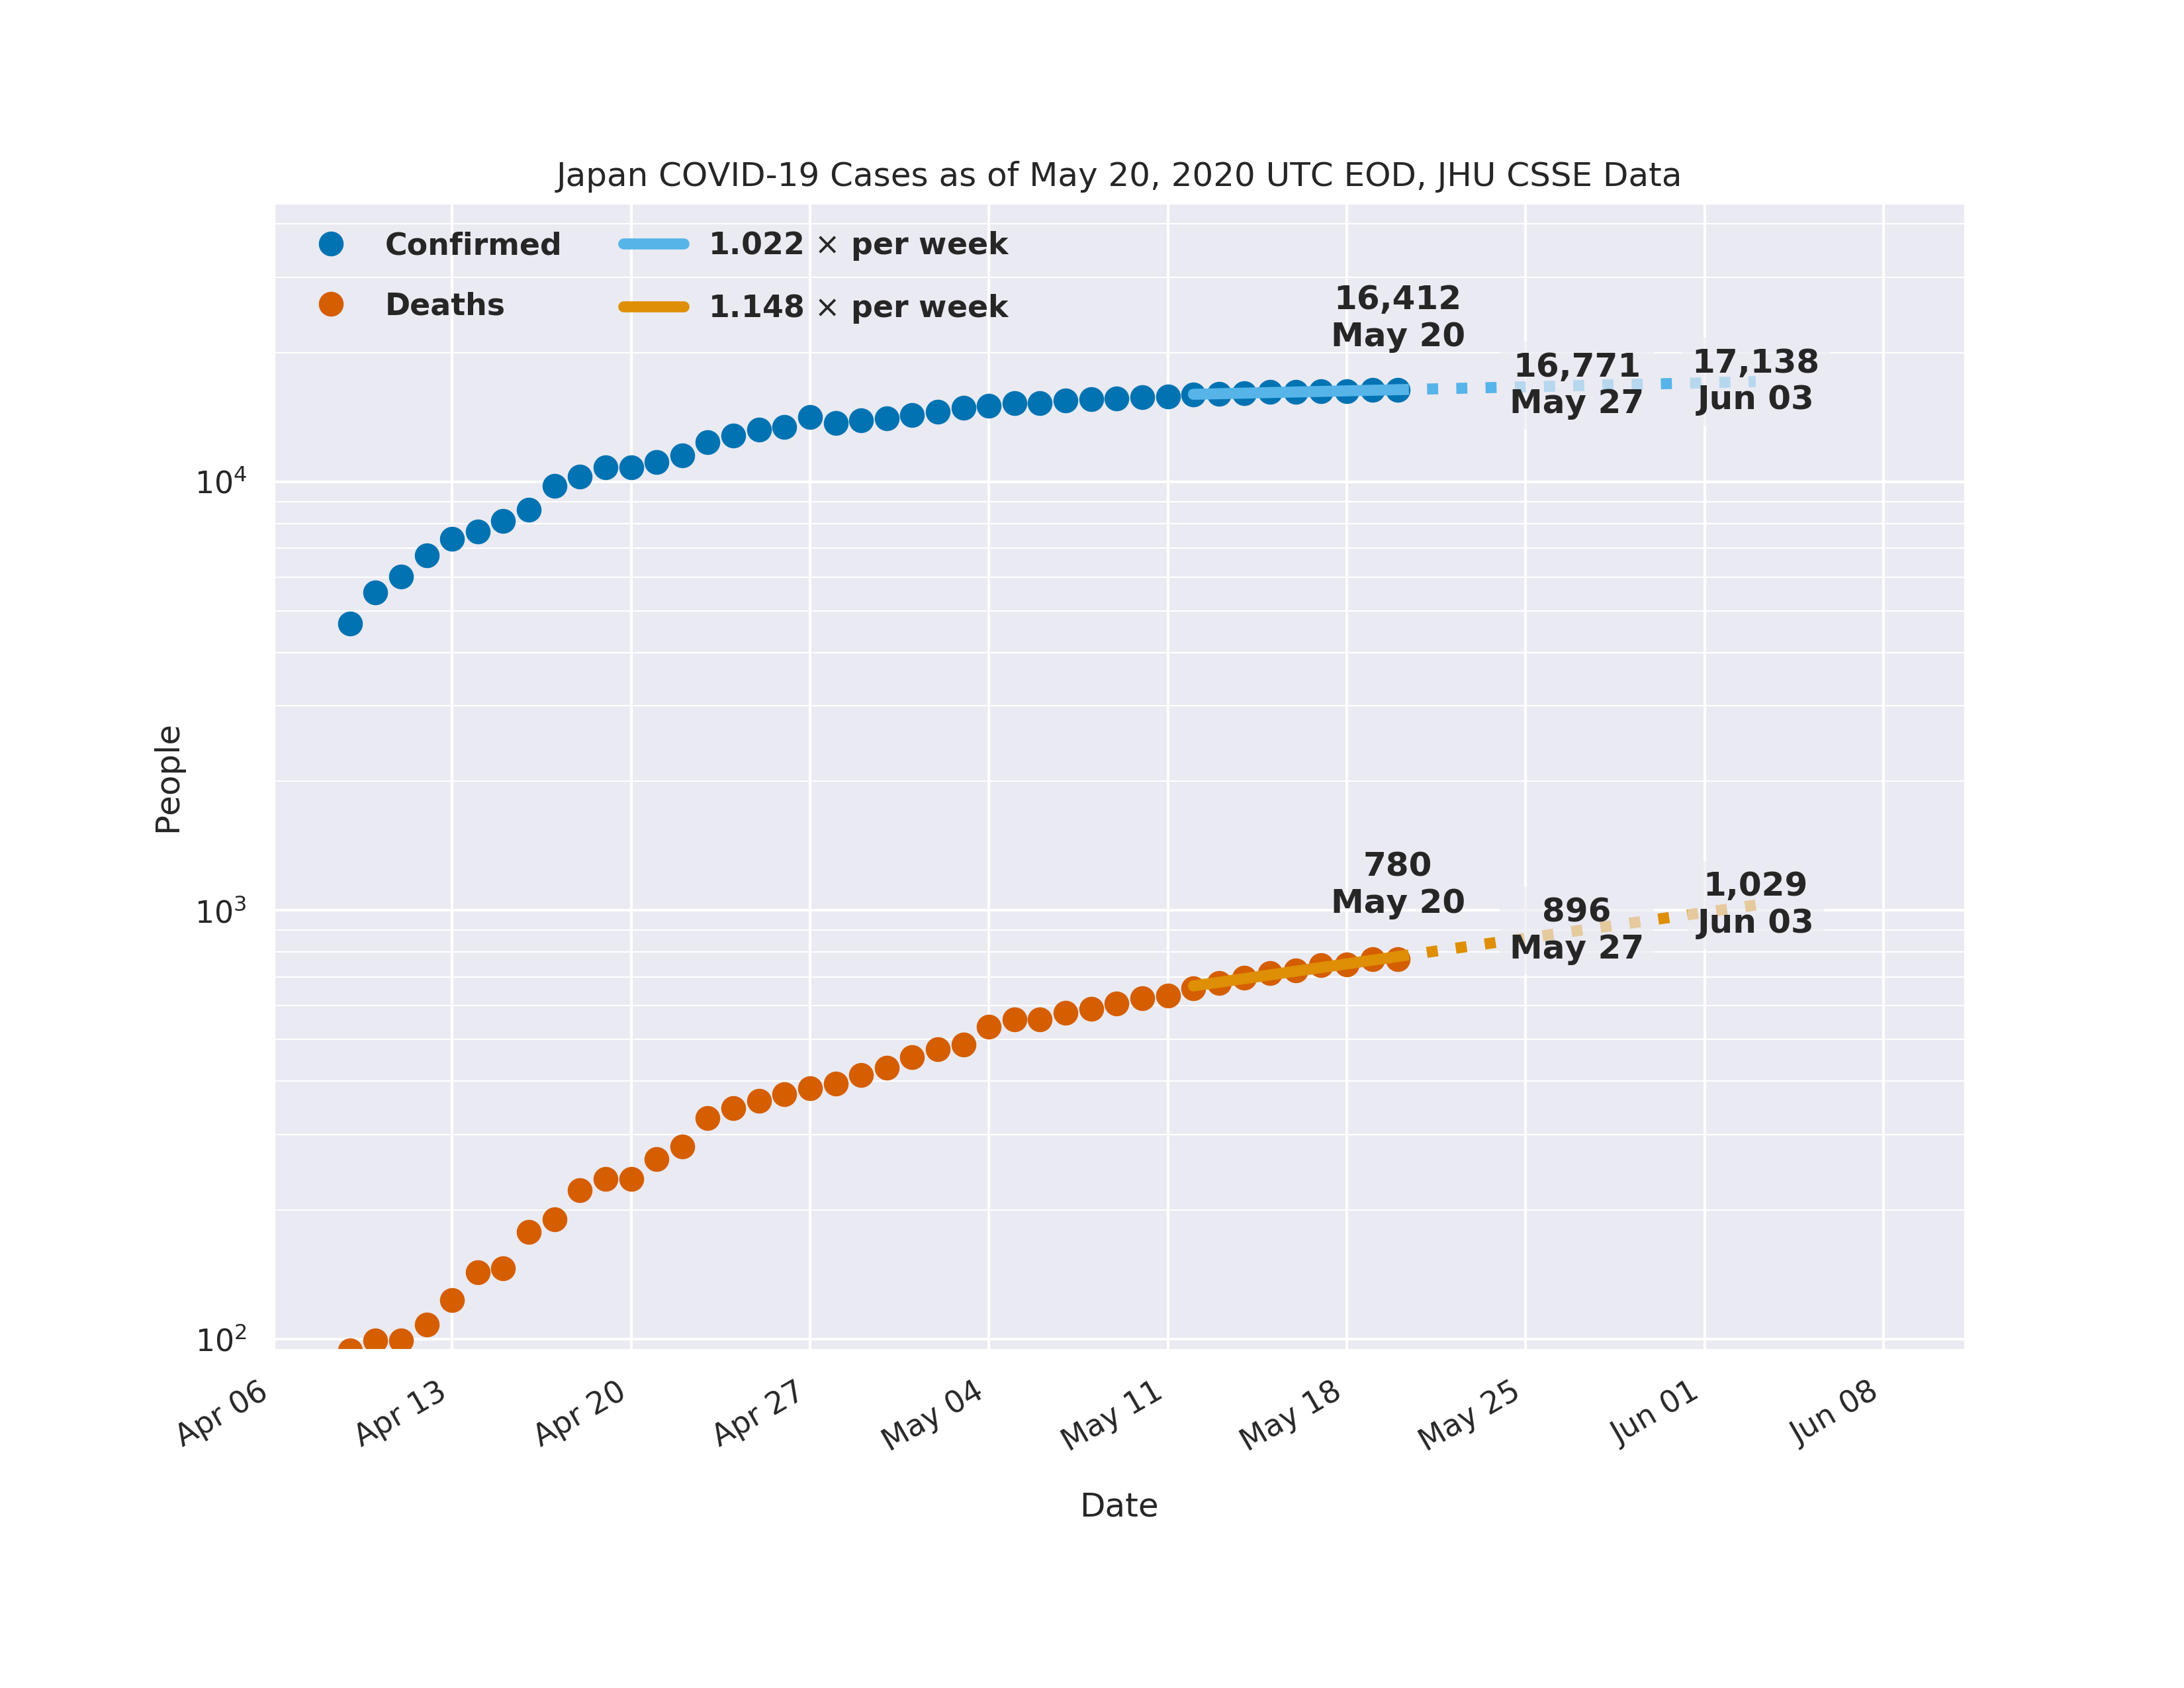 Japan COVID-19 Cases as of May 20, 2020 UTC EOD, JHU CSSE Data
Confirmed
Deaths
1.022 × per week
1.148 × per week
16,412
May 20
16,771
May 27
17,138
Jun 03
780
May 20
896
May 27
1,029
Jun 03
People
10⁴
10³
10²
Apr 06
Apr 13
Apr 20
Apr 27
May 04
May 11
May 18
May 25
Jun 01
Jun 08
Date